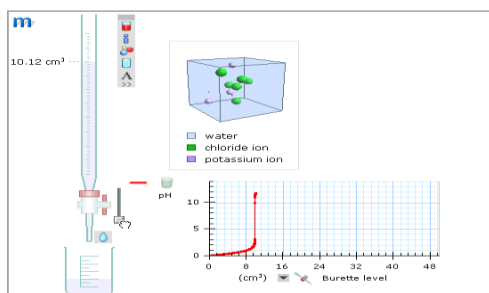 m
10.12 cm³
A
>>
water
chloride ion
potassium ion
pH
10
5
0
0 8 16 24 32 40 48
(cm³) Burette level